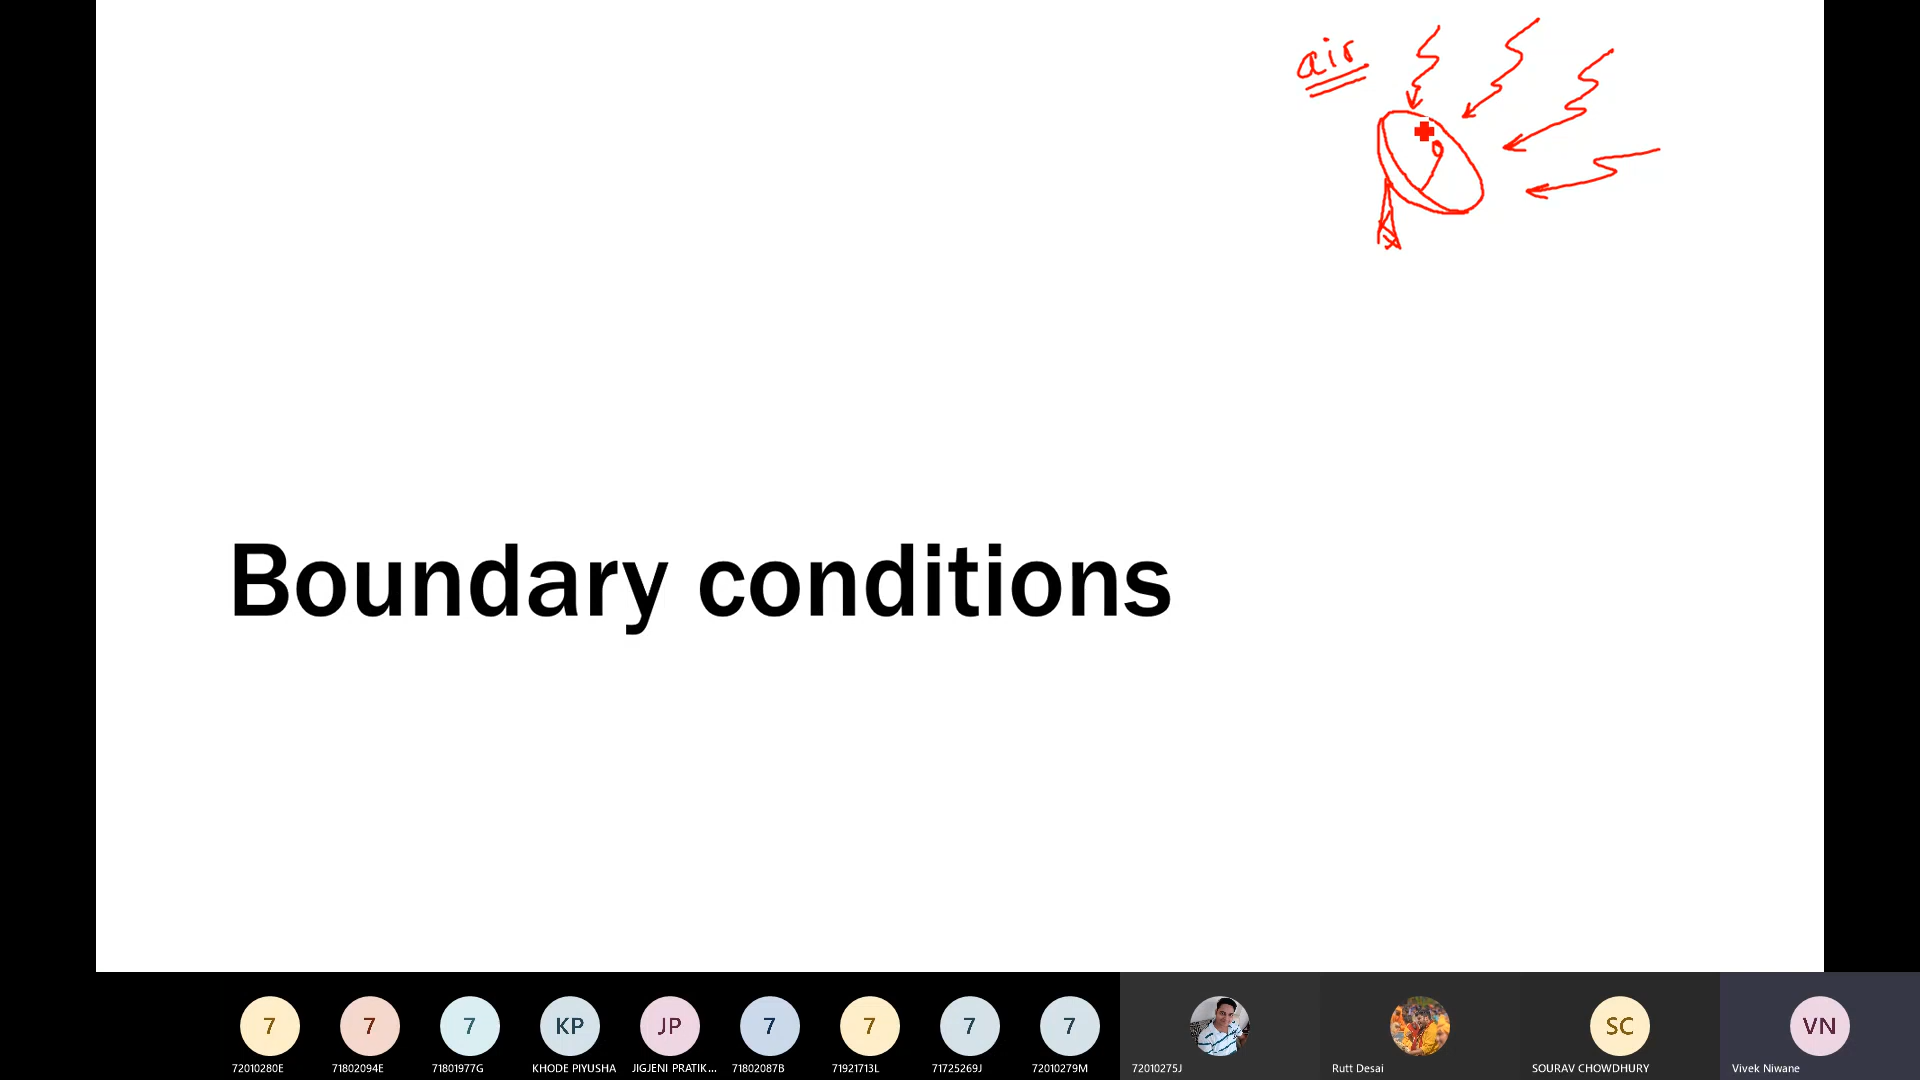 air
Boundary conditions
7
7
7
KP
JP
7
7
7
7
SC
VN
72010280E
71802094E
71801977G
KHODE PIYUSHA
JIGJENI PRATIK...
71802087B
71921713L
71725269J
72010279M
72010275J
Rutt Desai
SOURAV CHOWDHURY
Vivek Niwane